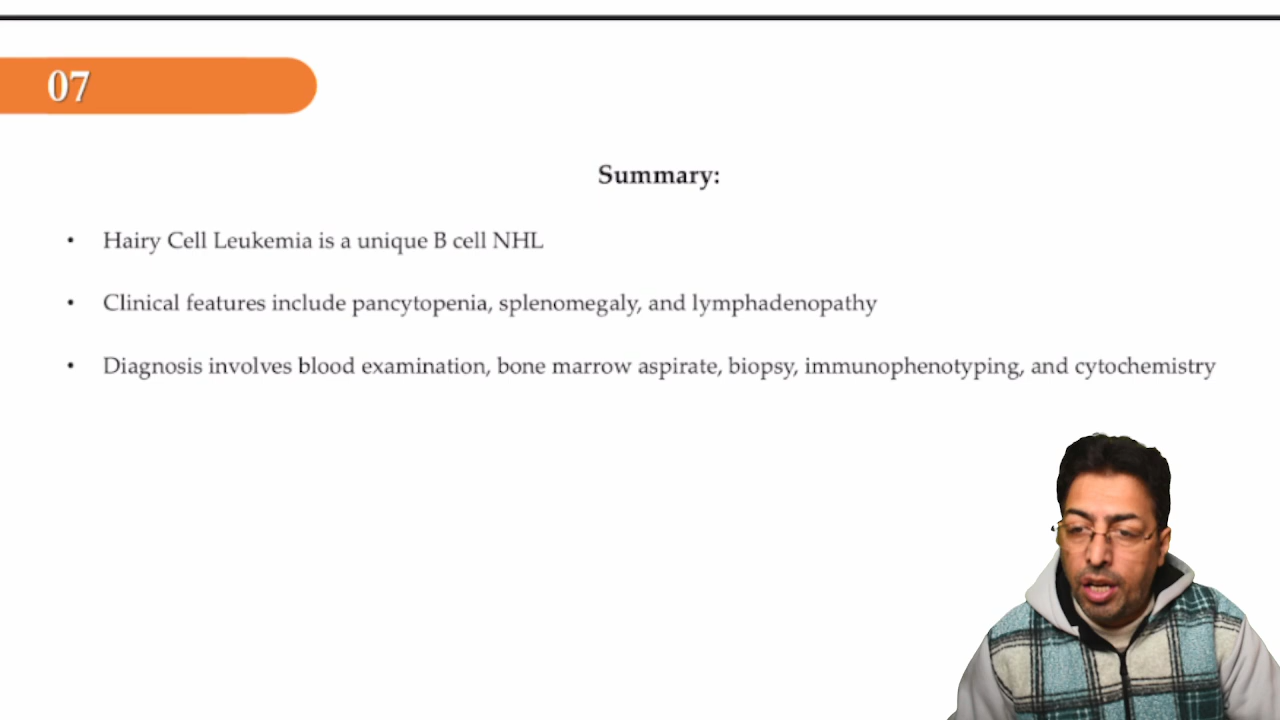 07
Summary:
• Hairy Cell Leukemia is a unique B cell NHL
• Clinical features include pancytopenia, splenomegaly, and lymphadenopathy
• Diagnosis involves blood examination, bone marrow aspirate, biopsy, immunophenotyping, and cytochemistry